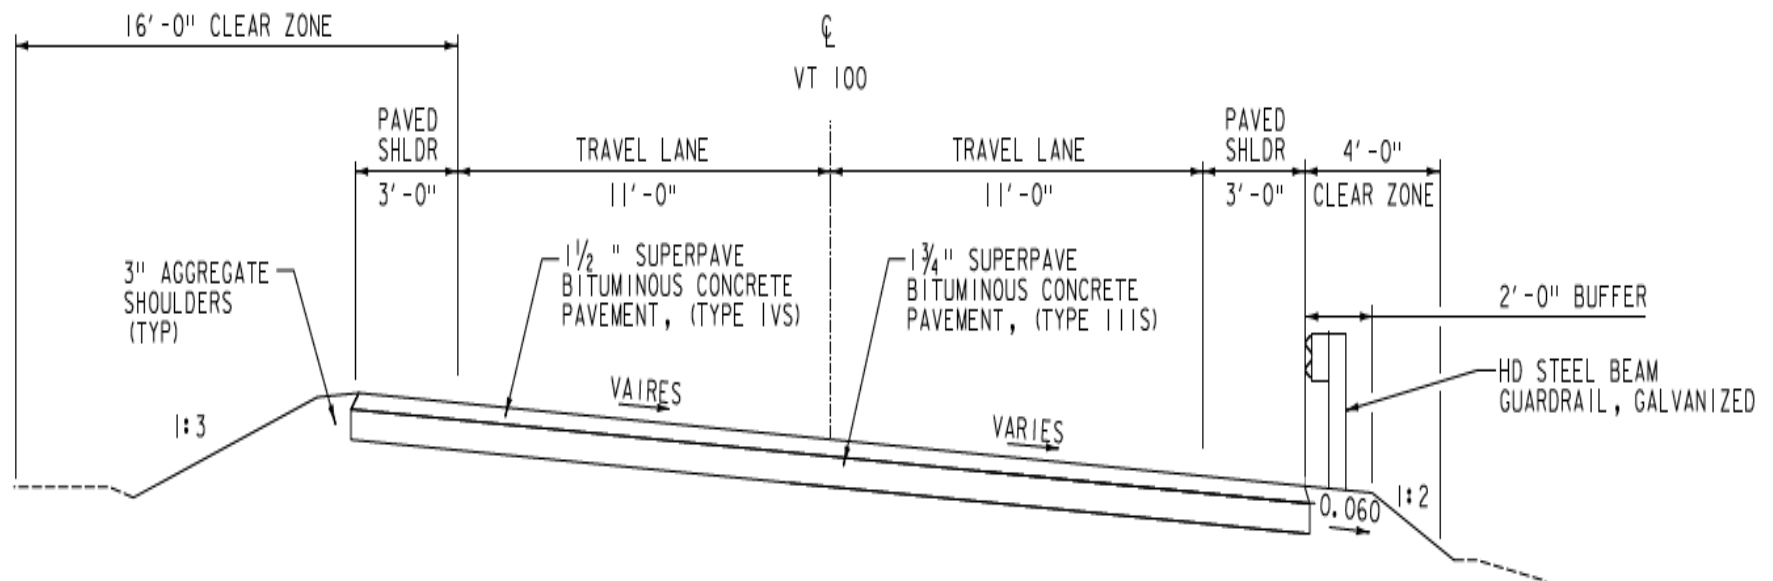 16'-0" CLEAR ZONE
℄
VT 100
PAVED
SHLDR
3'-0"
TRAVEL LANE
11'-0"
TRAVEL LANE
11'-0"
PAVED
SHLDR
3'-0"
4'-0"
CLEAR ZONE
3" AGGREGATE
SHOULDERS
(TYP)
1½ " SUPERPAVE
BITUMINOUS CONCRETE
PAVEMENT, (TYPE IVS)
1¾" SUPERPAVE
BITUMINOUS CONCRETE
PAVEMENT, (TYPE IIIS)
2'-0" BUFFER
HD STEEL BEAM
GUARDRAIL, GALVANIZED
1:3
VAIRES
VARIES
0.060
1:2